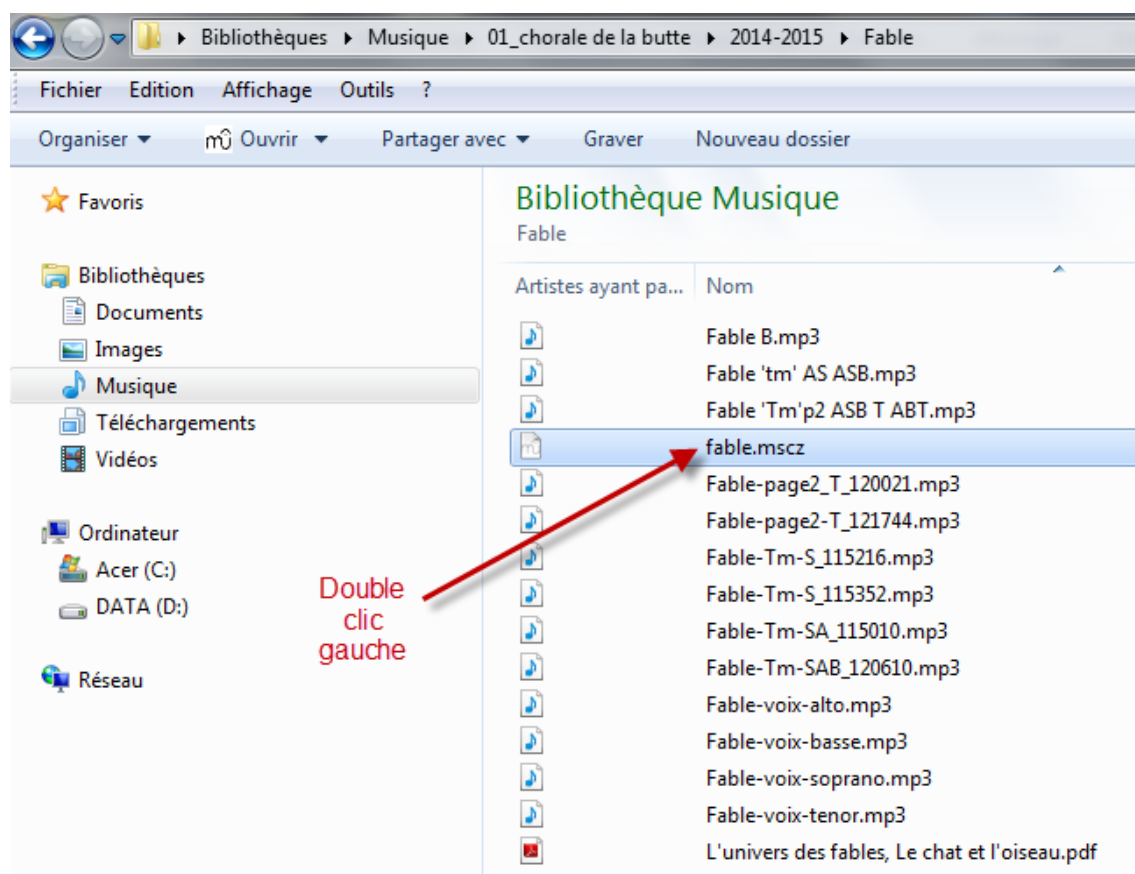 Bibliothèques Musique 01_chorale de la butte 2014-2015 Fable
Fichier Edition Affichage Outils ?
Organiser Ouvrir Partager avec Graver Nouveau dossier
Favoris
Bibliothèques
Documents
Images
Musique
Téléchargements
Vidéos
Ordinateur
Acer (C:)
DATA (D:)
Réseau
Double
clic
gauche
Bibliothèque Musique
Fable
Artistes ayant pa... Nom
Fable B.mp3
Fable 'tm' AS ASB.mp3
Fable 'Tm'p2 ASB T ABT.mp3
fable.mscz
Fable-page2_T_120021.mp3
Fable-page2-T_121744.mp3
Fable-Tm-S_115216.mp3
Fable-Tm-S_115352.mp3
Fable-Tm-SA_115010.mp3
Fable-Tm-SAB_120610.mp3
Fable-voix-alto.mp3
Fable-voix-basse.mp3
Fable-voix-soprano.mp3
Fable-voix-tenor.mp3
L'univers des fables, Le chat et l'oiseau.pdf